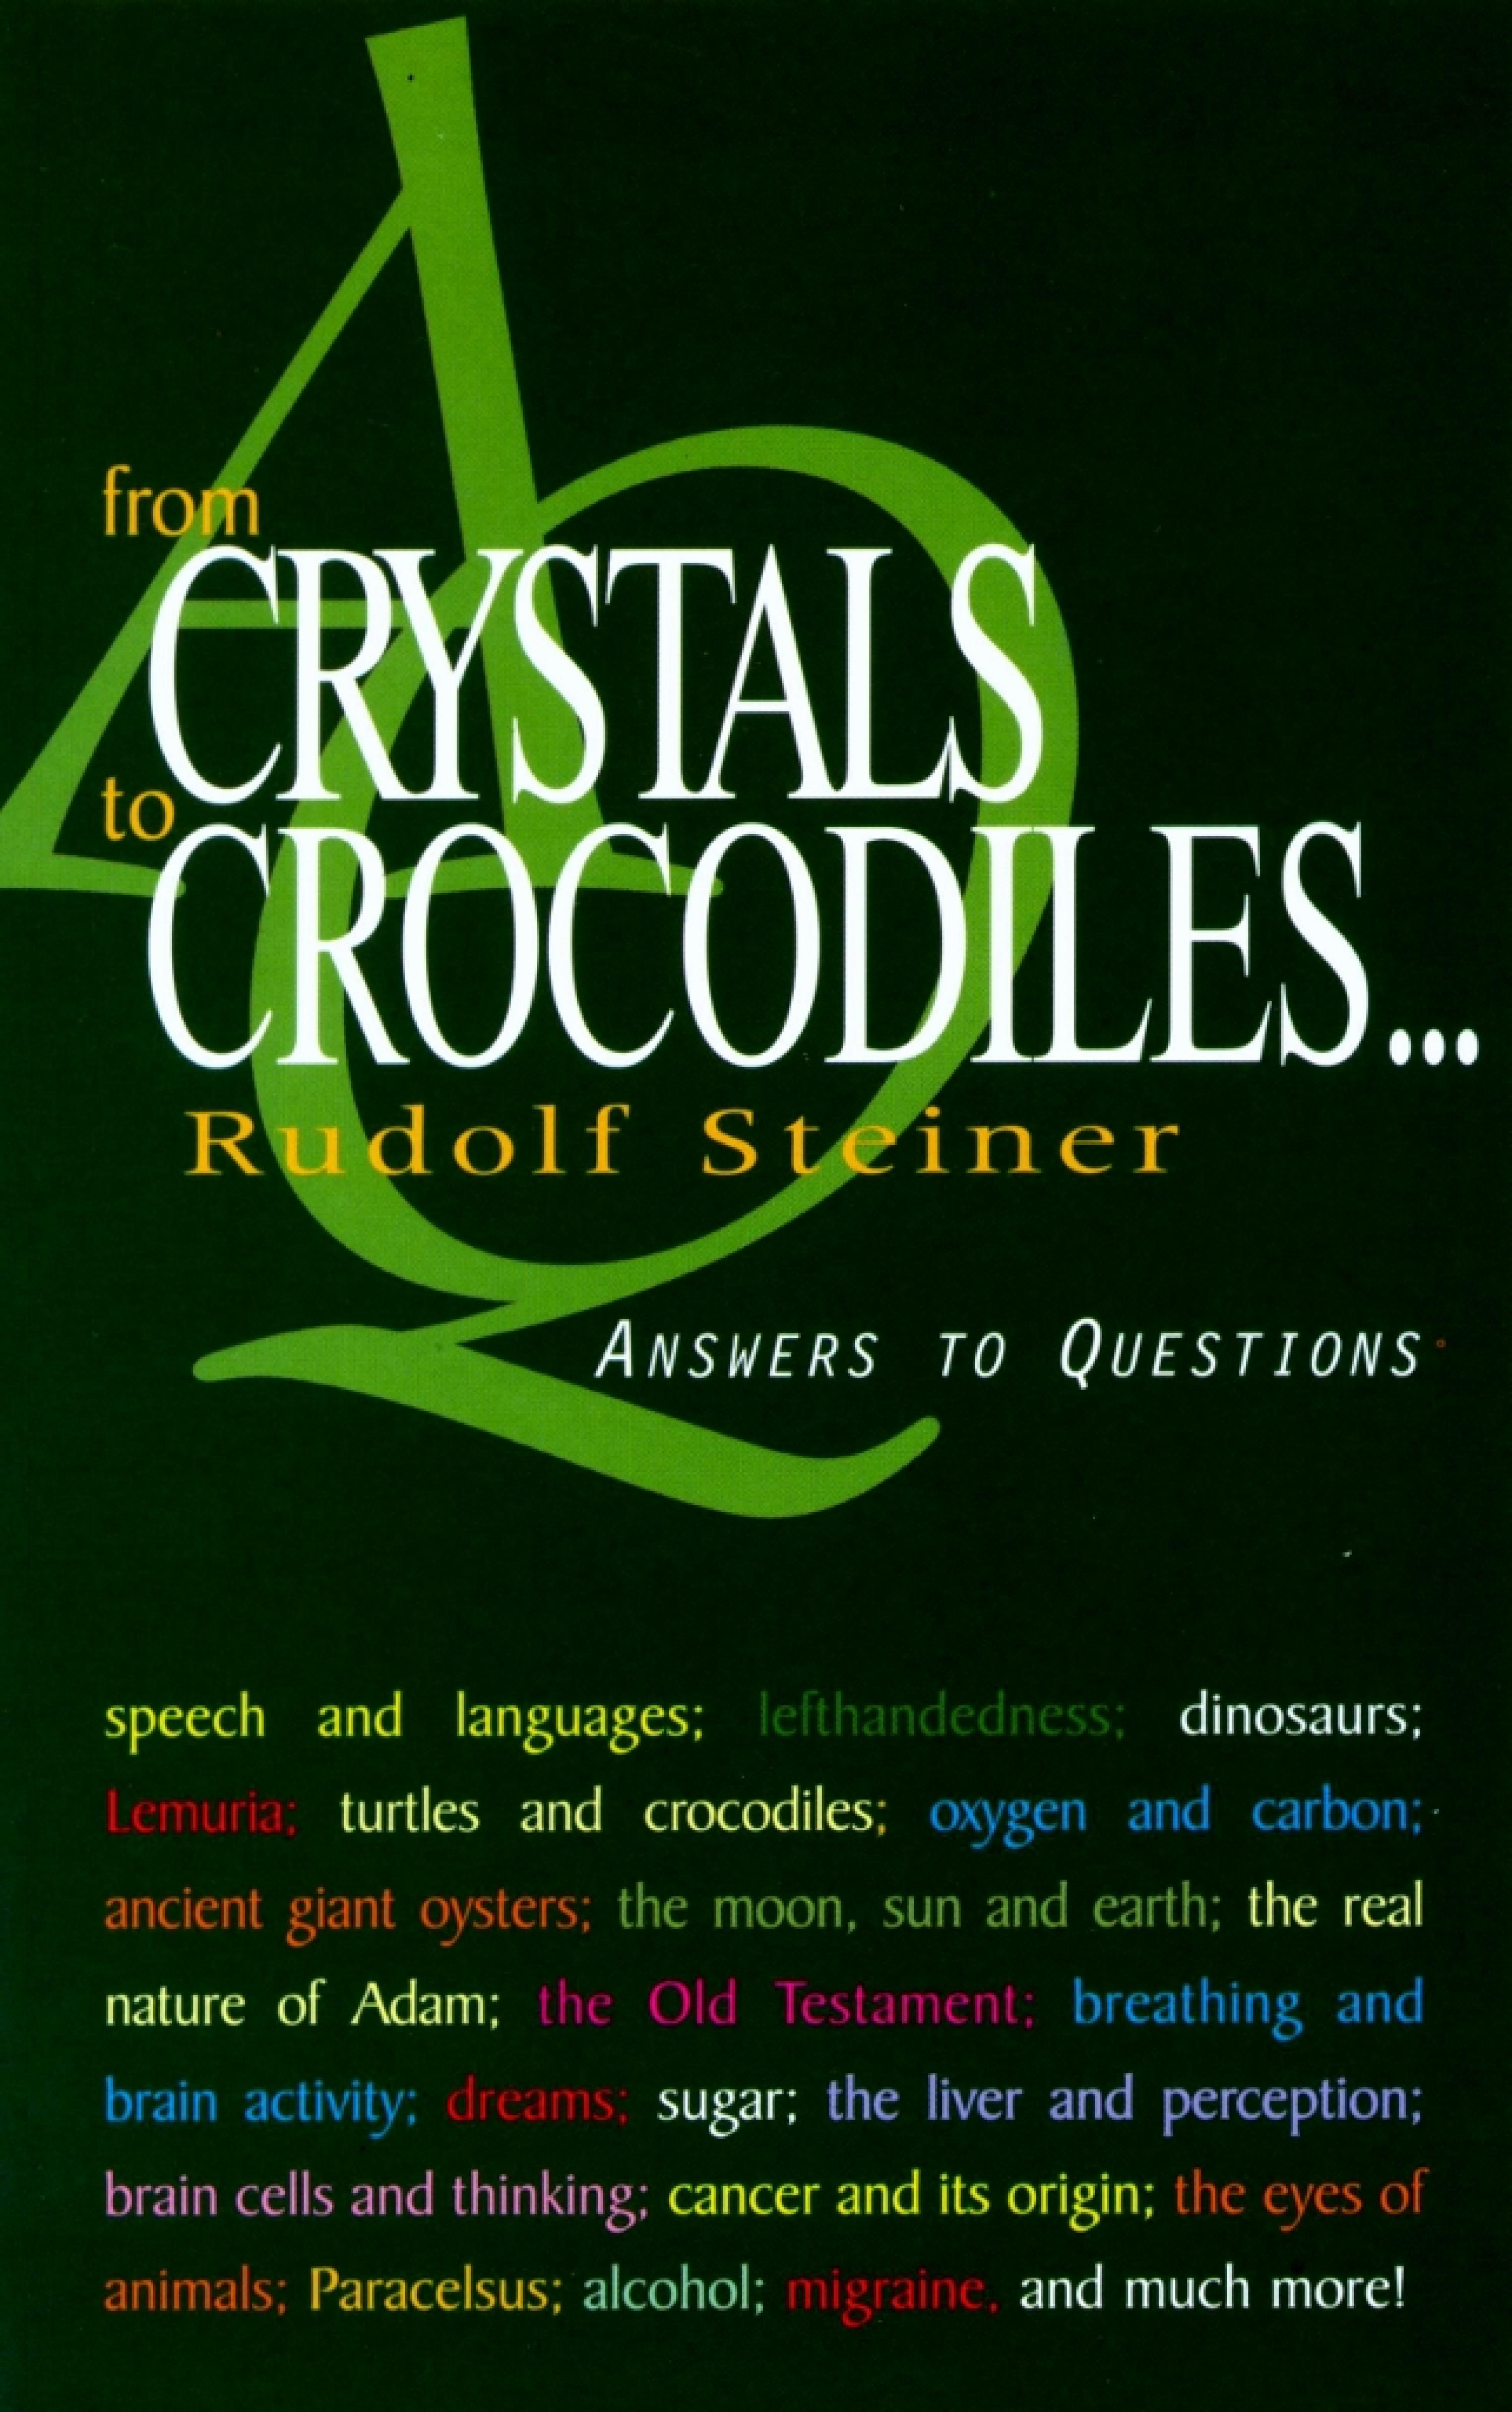 from
CRYSTALS
to
CROCODILES...
Rudolf Steiner
ANSWERS TO QUESTIONS
speech and languages; lefthandedness; dinosaurs;
Lemuria; turtles and crocodiles; oxygen and carbon;
ancient giant oysters; the moon, sun and earth; the real
nature of Adam; the Old Testament; breathing and
brain activity; dreams; sugar; the liver and perception;
brain cells and thinking; cancer and its origin; the eyes of
animals; Paracelsus; alcohol; migraine, and much more!